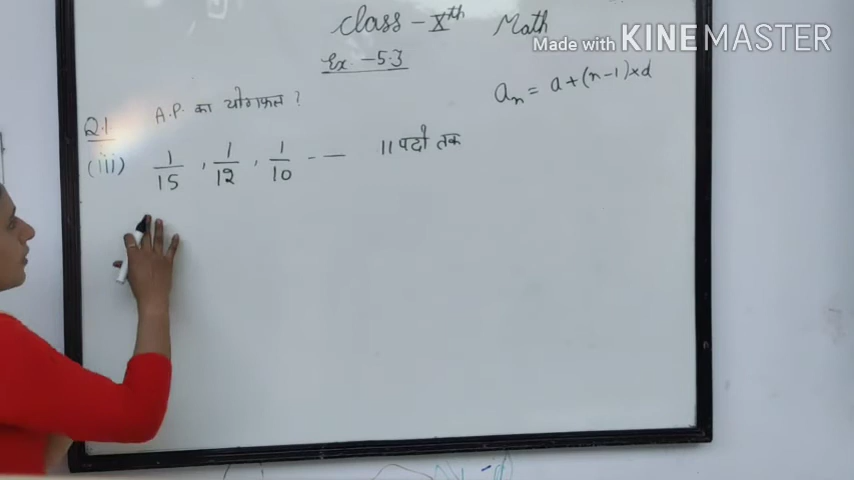 Class - Xth Math
Made with KINEMASTER
Ex - 5.3
an = a + (n-1)×d
Q.1 A.P. का योगफल ?
(iii) 1/15 , 1/12 , 1/10 - — 11 पदों तक